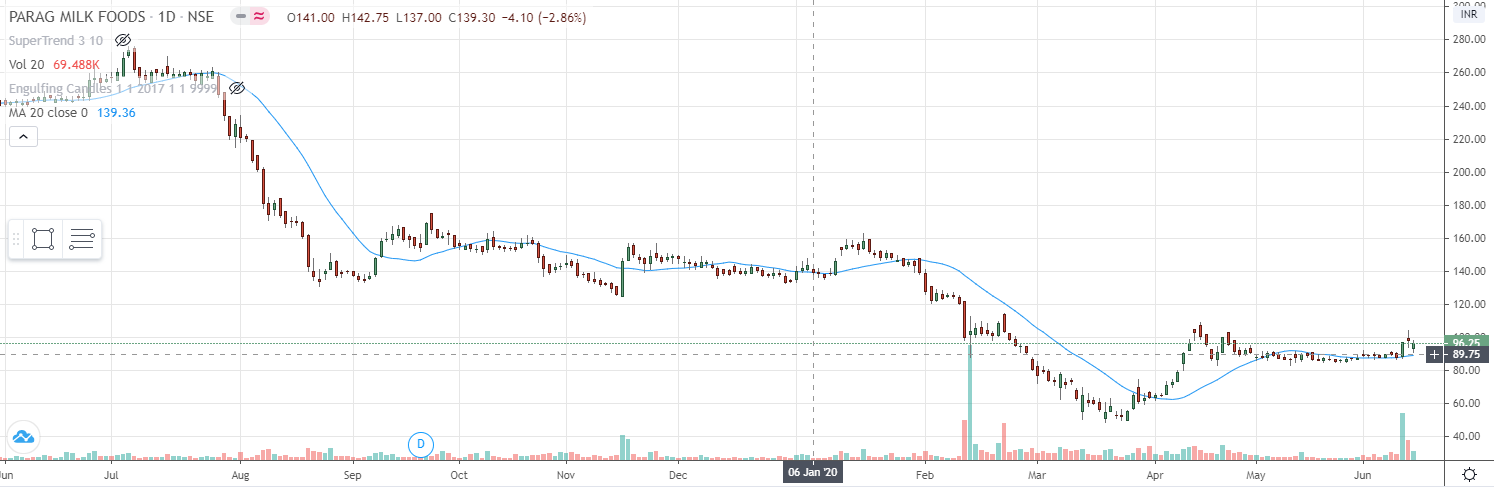 PARAG MILK FOODS · 1D · NSE O141.00 H142.75 L137.00 C139.30 −4.10 (−2.86%)
SuperTrend 3 10
Vol 20 69.488K
Engulfing Candles 1 1 2017 1 1 9999
MA 20 close 0 139.36
INR
300.00
280.00
260.00
240.00
220.00
200.00
180.00
160.00
140.00
120.00
100.00
96.25
89.75
80.00
60.00
40.00
D
Jun Jul Aug Sep Oct Nov Dec 06 Jan '20 Feb Mar Apr May Jun